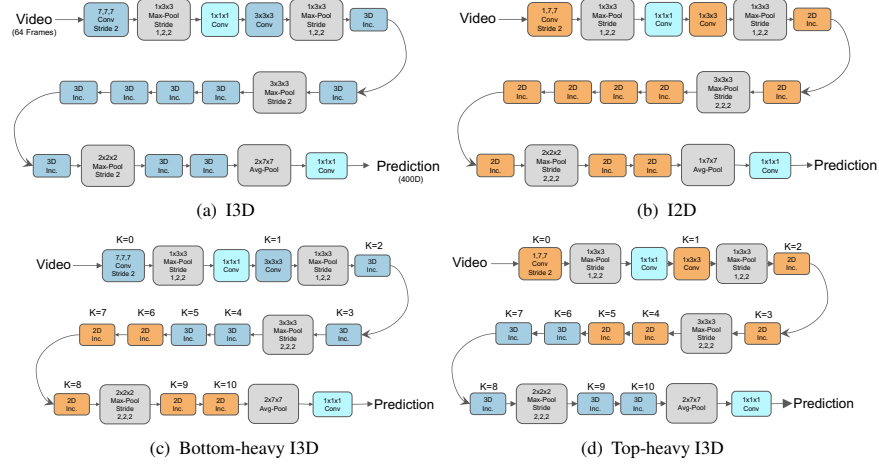 Video
(64 Frames)
7,7,7
Conv
Stride 2
1x3x3
Max-Pool
Stride
1,2,2
1x1x1
Conv
3x3x3
Conv
1x3x3
Max-Pool
Stride
1,2,2
3D
Inc.
3D
Inc.
3D
Inc.
3D
Inc.
3D
Inc.
3x3x3
Max-Pool
Stride 2
3D
Inc.
3D
Inc.
2x2x2
Max-Pool
Stride 2
3D
Inc.
3D
Inc.
2x7x7
Avg-Pool
1x1x1
Conv
Prediction
(400D)
(a) I3D
Video
1,7,7
Conv
Stride 2
1x3x3
Max-Pool
Stride
1,2,2
1x1x1
Conv
1x3x3
Conv
1x3x3
Max-Pool
Stride
1,2,2
2D
Inc.
2D
Inc.
2D
Inc.
2D
Inc.
2D
Inc.
3x3x3
Max-Pool
Stride
2,2,2
2D
Inc.
2D
Inc.
2x2x2
Max-Pool
Stride
2,2,2
2D
Inc.
2D
Inc.
1x7x7
Avg-Pool
1x1x1
Conv
Prediction
(b) I2D
K=0
K=1
K=2
Video
7,7,7
Conv
Stride 2
1x3x3
Max-Pool
Stride
1,2,2
1x1x1
Conv
3x3x3
Conv
1x3x3
Max-Pool
Stride
1,2,2
3D
Inc.
K=7
K=6
K=5
K=4
K=3
2D
Inc.
2D
Inc.
3D
Inc.
3D
Inc.
3x3x3
Max-Pool
Stride
2,2,2
3D
Inc.
K=8
K=9
K=10
2D
Inc.
2x2x2
Max-Pool
Stride
2,2,2
2D
Inc.
2D
Inc.
2x7x7
Avg-Pool
1x1x1
Conv
Prediction
(c) Bottom-heavy I3D
K=0
K=1
K=2
Video
1,7,7
Conv
Stride 2
1x3x3
Max-Pool
Stride
1,2,2
1x1x1
Conv
1x3x3
Conv
1x3x3
Max-Pool
Stride
1,2,2
2D
Inc.
K=7
K=6
K=5
K=4
K=3
3D
Inc.
3D
Inc.
2D
Inc.
2D
Inc.
3x3x3
Max-Pool
Stride
2,2,2
2D
Inc.
K=8
K=9
K=10
3D
Inc.
2x2x2
Max-Pool
Stride
2,2,2
3D
Inc.
3D
Inc.
2x7x7
Avg-Pool
1x1x1
Conv
Prediction
(d) Top-heavy I3D